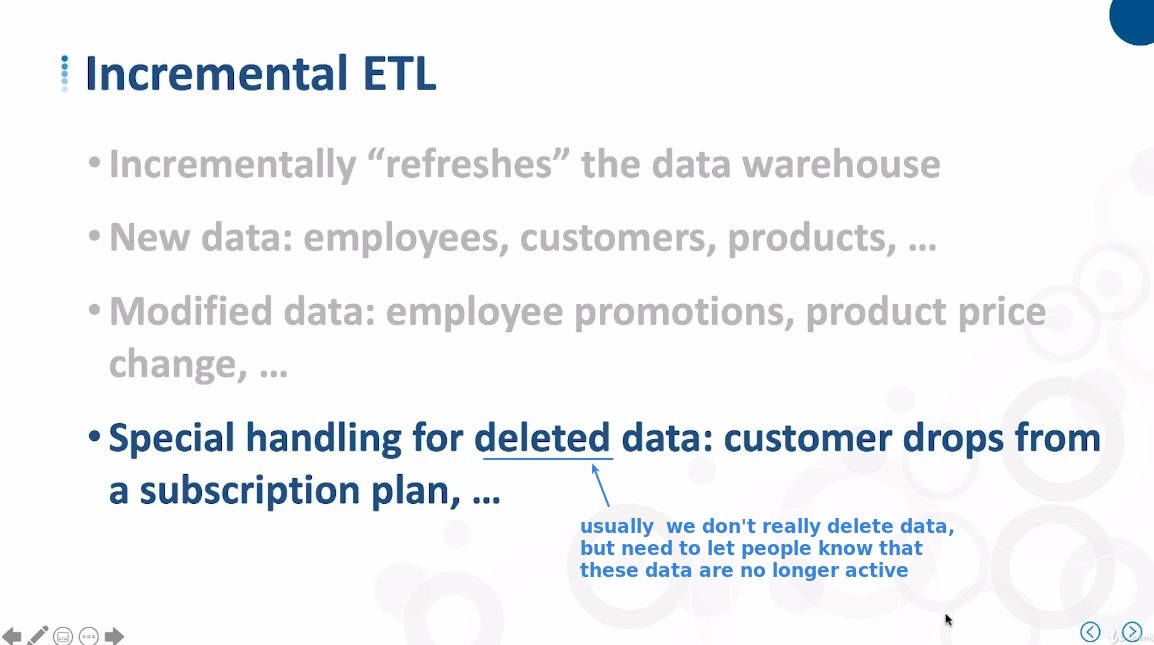 Incremental ETL
• Incrementally “refreshes” the data warehouse
• New data: employees, customers, products, ...
• Modified data: employee promotions, product price
change, ...
• Special handling for deleted data: customer drops from
a subscription plan, ...
usually  we don't really delete data,
but need to let people know that
these data are no longer active